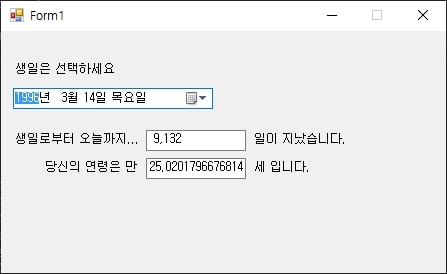 Form1
생일은 선택하세요
1996년 3월 14일 목요일
생일로부터 오늘까지... 9,132 일이 지났습니다.
당신의 연령은 만 25.0201796676814 세 입니다.